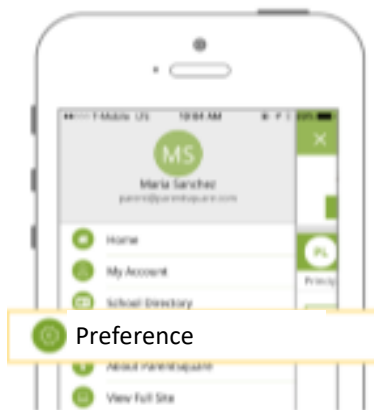 T-Mobile LTE 10:04 AM
MS
Maria Sanchez
parent@parentsquare.com
Home
My Account
School Directory
PL
Preference
About ParentSquare
View Full Site